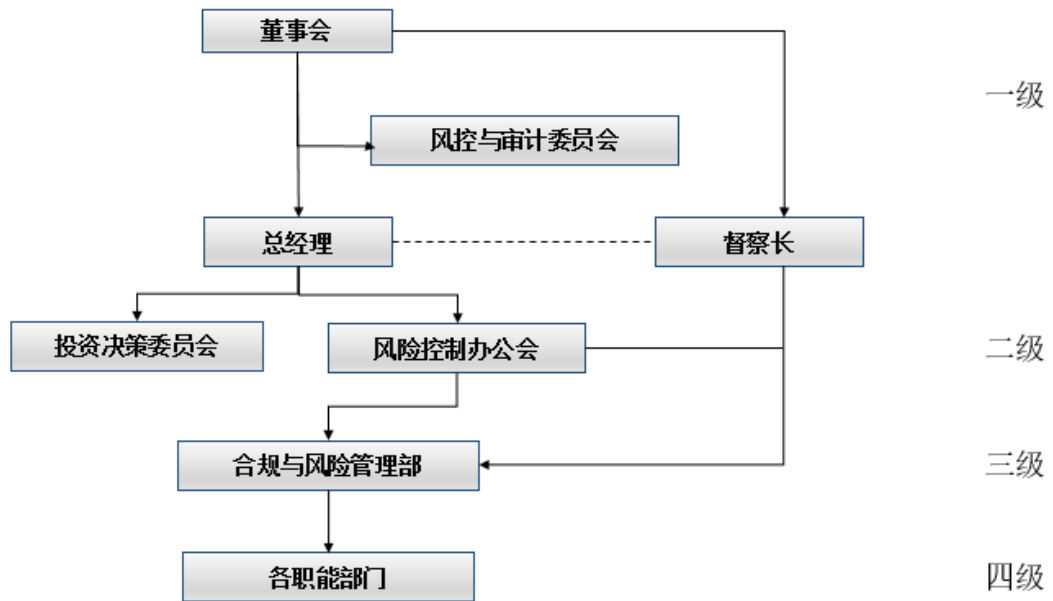 董事会
一级
风控与审计委员会
总经理
督察长
投资决策委员会
风险控制办公会
二级
合规与风险管理部
三级
各职能部门
四级